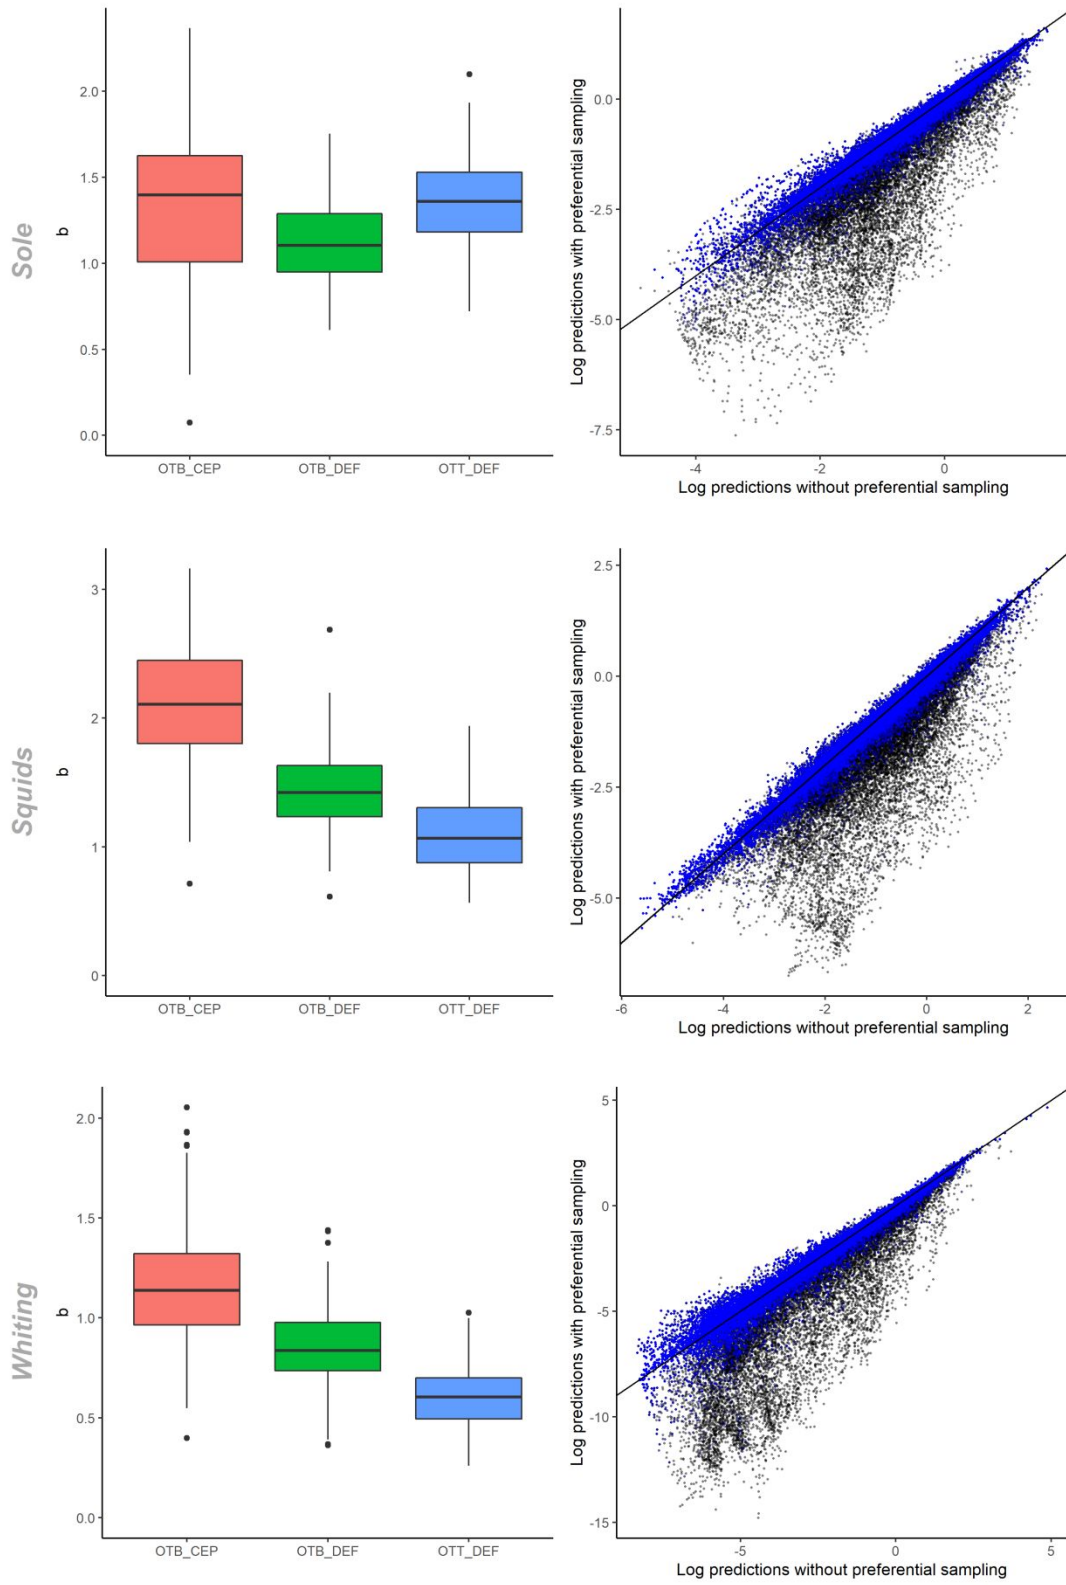 Sole
b
2.0
1.5
1.0
0.5
0.0
OTB_CEP OTB_DEF OTT_DEF
Log predictions with preferential sampling
0.0
-2.5
-5.0
-7.5
-4 -2 0
Log predictions without preferential sampling
Squids
b
3
2
1
0
OTB_CEP OTB_DEF OTT_DEF
Log predictions with preferential sampling
2.5
0.0
-2.5
-5.0
-6 -4 -2 0 2
Log predictions without preferential sampling
Whiting
b
2.0
1.5
1.0
0.5
0.0
OTB_CEP OTB_DEF OTT_DEF
Log predictions with preferential sampling
5
0
-5
-10
-15
-5 0 5
Log predictions without preferential sampling